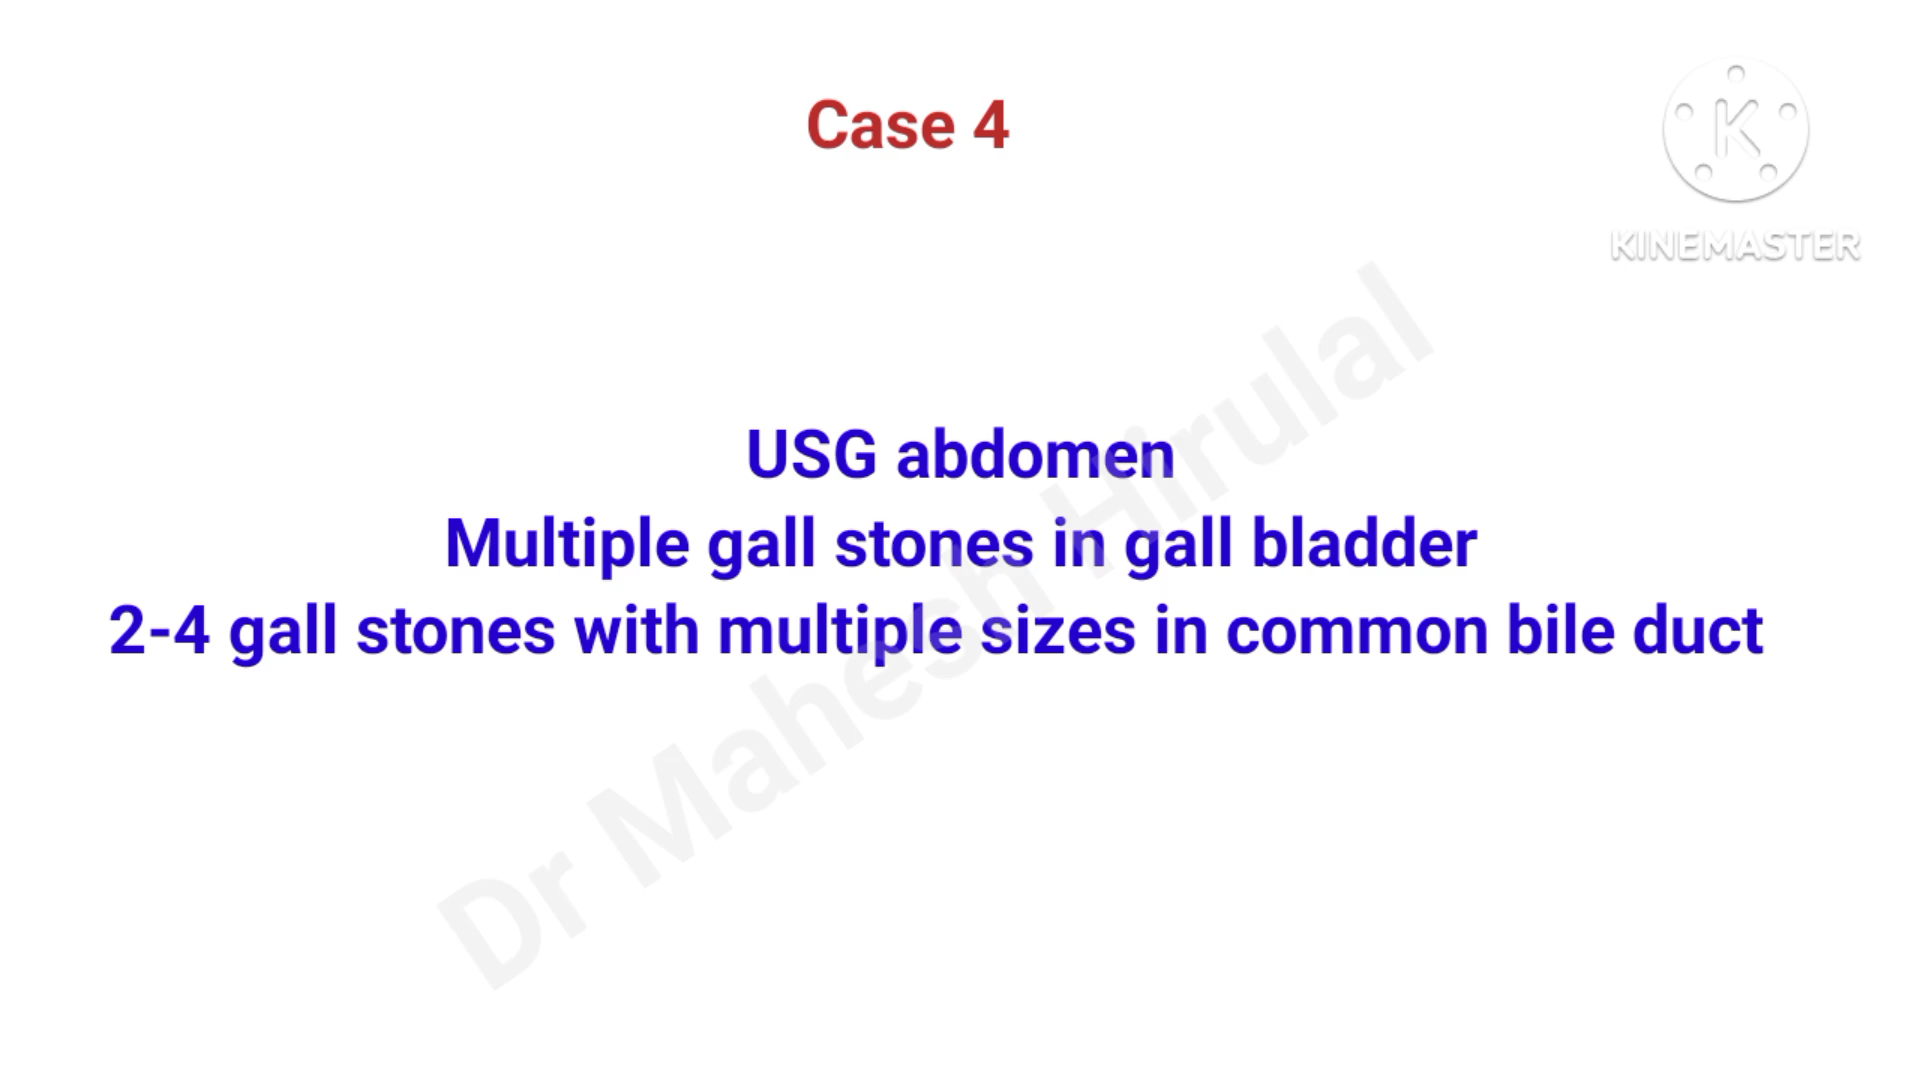 Case 4
K
KINEMASTER
USG abdomen
Multiple gall stones in gall bladder
2-4 gall stones with multiple sizes in common bile duct
Dr Mahesh Hirulal